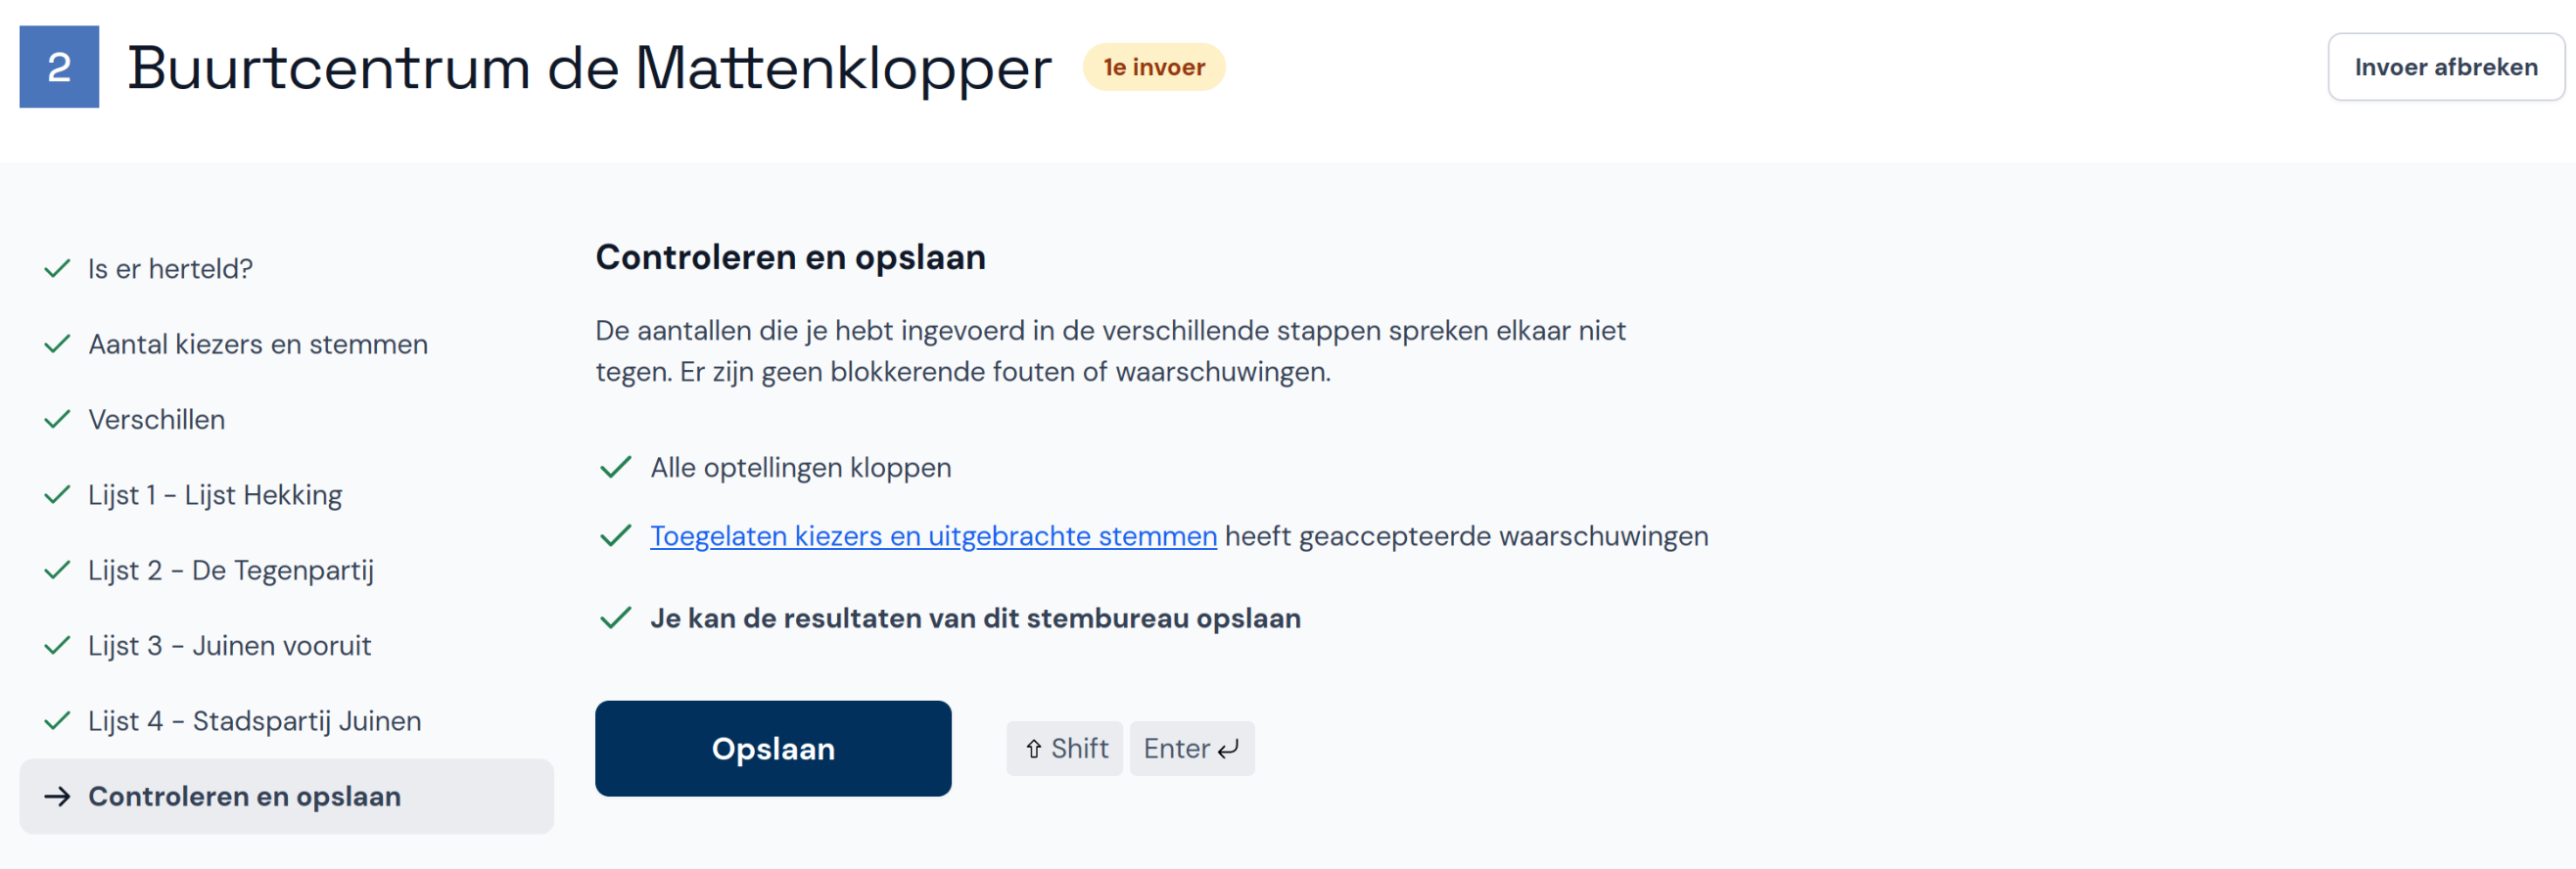 2 Buurtcentrum de Mattenklopper 1e invoer Invoer afbreken
Is er herteld?
Aantal kiezers en stemmen
Verschillen
Lijst 1 - Lijst Hekking
Lijst 2 - De Tegenpartij
Lijst 3 - Juinen vooruit
Lijst 4 - Stadspartij Juinen
Controleren en opslaan
Controleren en opslaan
De aantallen die je hebt ingevoerd in de verschillende stappen spreken elkaar niet
tegen. Er zijn geen blokkerende fouten of waarschuwingen.
Alle optellingen kloppen
Toegelaten kiezers en uitgebrachte stemmen heeft geaccepteerde waarschuwingen
Je kan de resultaten van dit stembureau opslaan
Opslaan Shift Enter